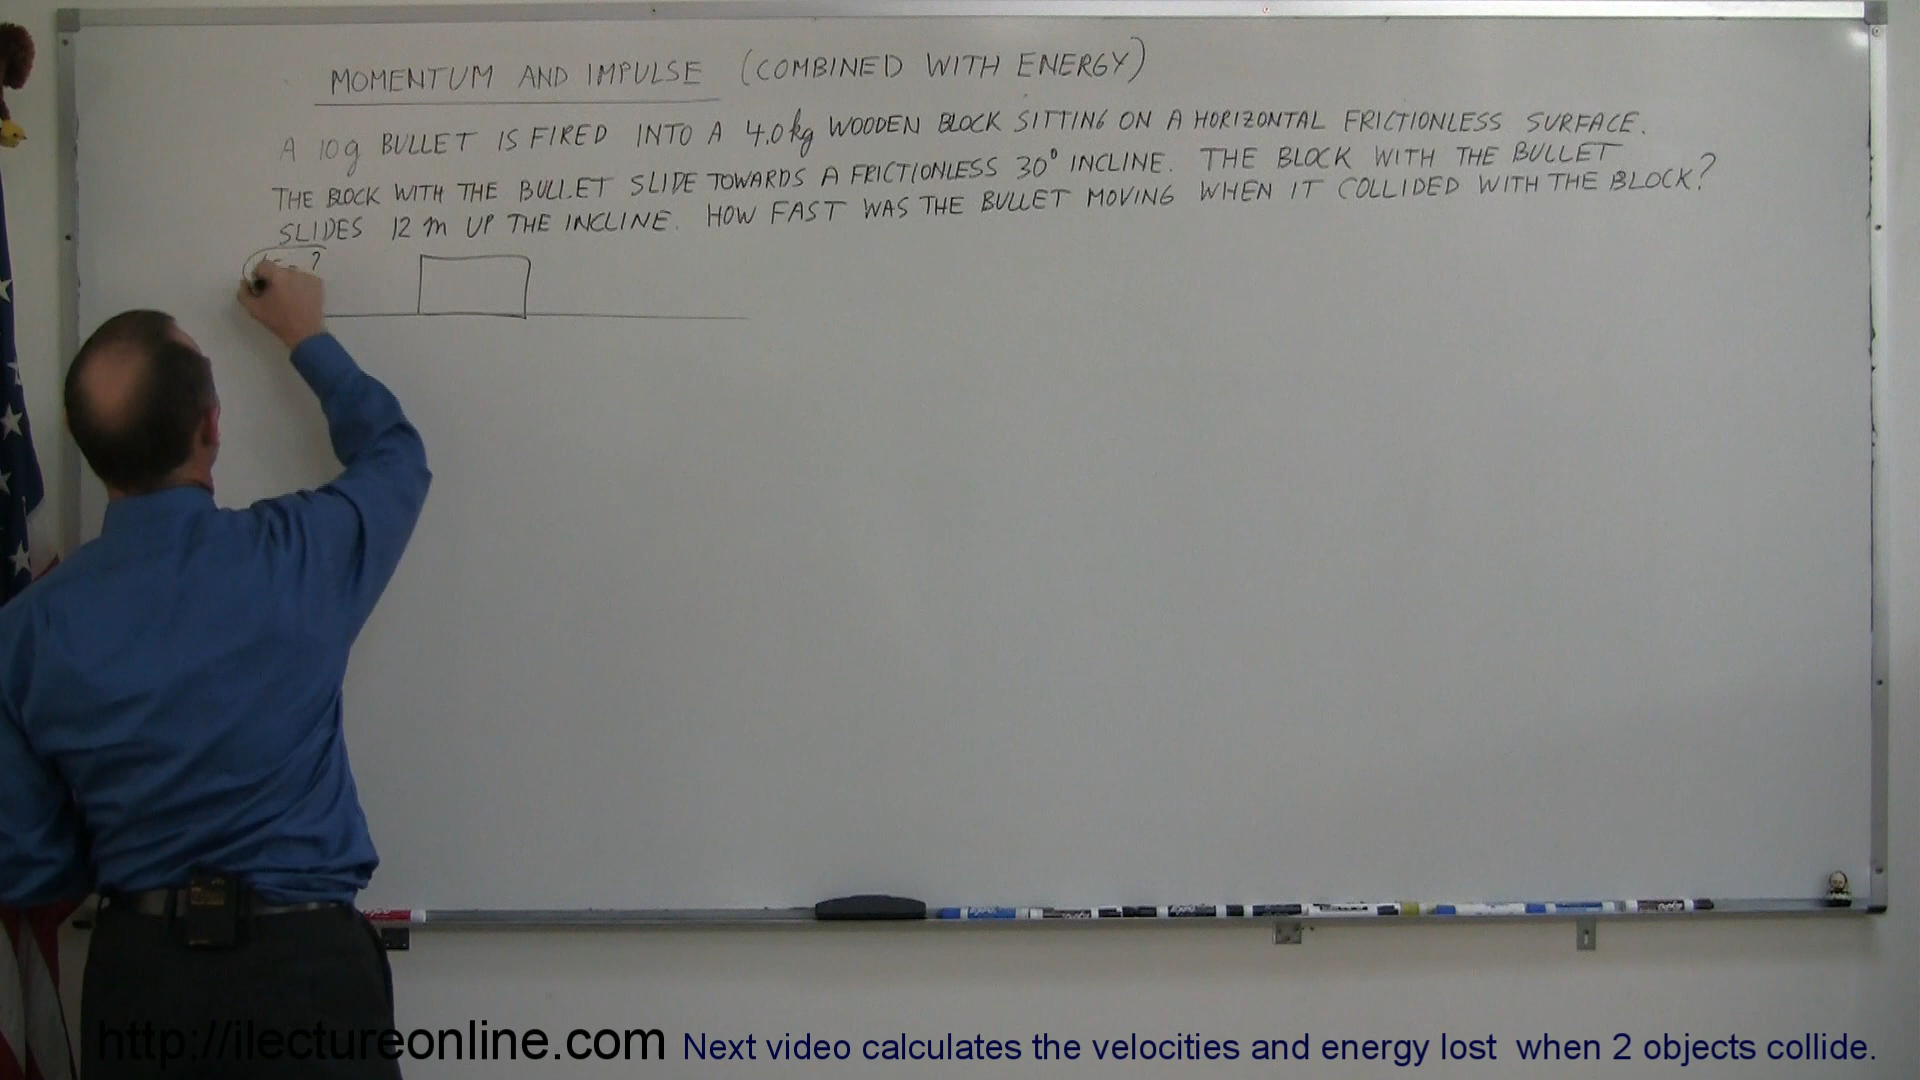 MOMENTUM AND IMPULSE (COMBINED WITH ENERGY)
A 10g BULLET IS FIRED INTO A 4.0kg WOODEN BLOCK SITTING ON A HORIZONTAL FRICTIONLESS SURFACE.
THE BLOCK WITH THE BULLET SLIDE TOWARDS A FRICTIONLESS 30° INCLINE. THE BLOCK WITH THE BULLET
SLIDES 12 m UP THE INCLINE. HOW FAST WAS THE BULLET MOVING WHEN IT COLLIDED WITH THE BLOCK?
?
http://ilectureonline.com Next video calculates the velocities and energy lost when 2 objects collide.